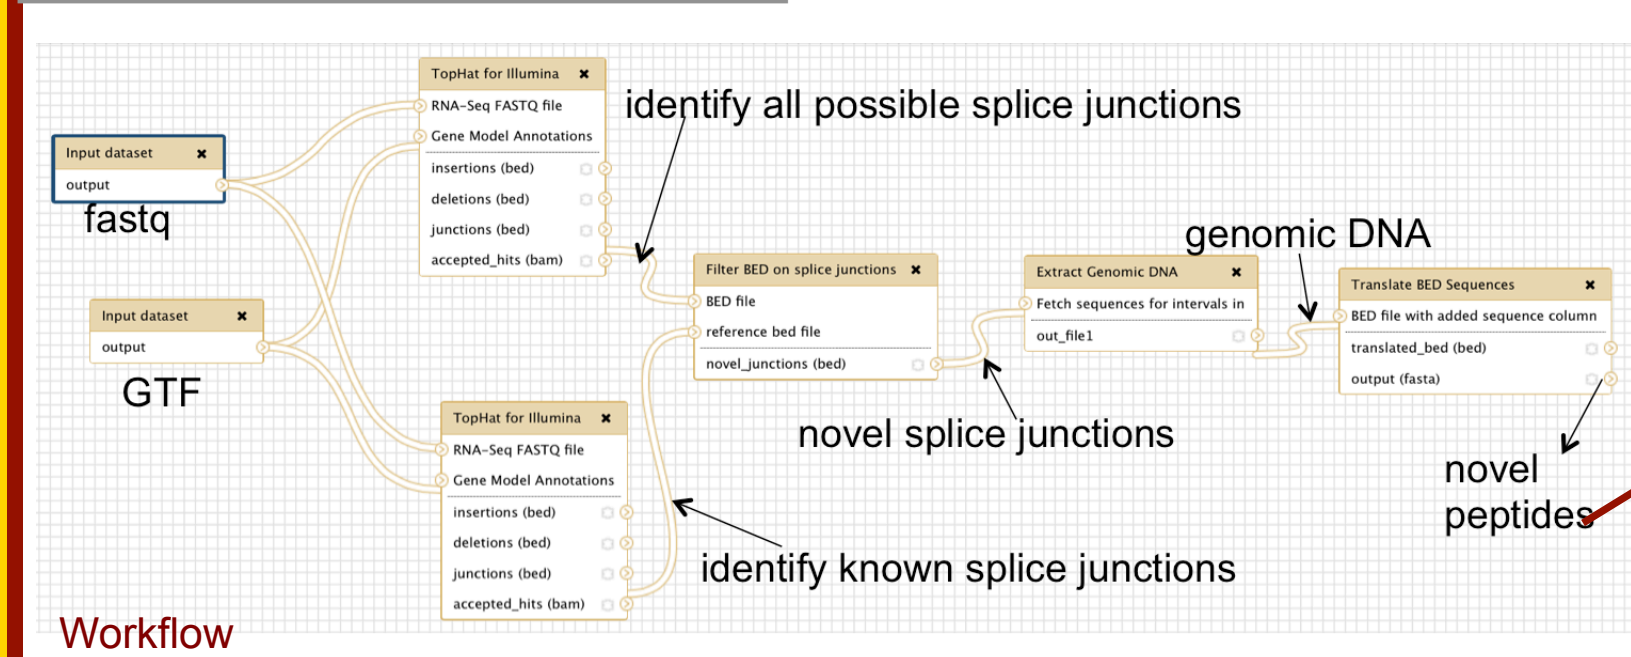 TopHat for Illumina
RNA-Seq FASTQ file
Gene Model Annotations
insertions (bed)
deletions (bed)
junctions (bed)
accepted_hits (bam)
identify all possible splice junctions
Input dataset
output
fastq
Input dataset
output
GTF
TopHat for Illumina
RNA-Seq FASTQ file
Gene Model Annotations
insertions (bed)
deletions (bed)
junctions (bed)
accepted_hits (bam)
identify known splice junctions
Filter BED on splice junctions
BED file
reference bed file
novel_junctions (bed)
novel splice junctions
Extract Genomic DNA
Fetch sequences for intervals in
out_file1
genomic DNA
Translate BED Sequences
BED file with added sequence column
translated_bed (bed)
output (fasta)
novel
peptides
Workflow